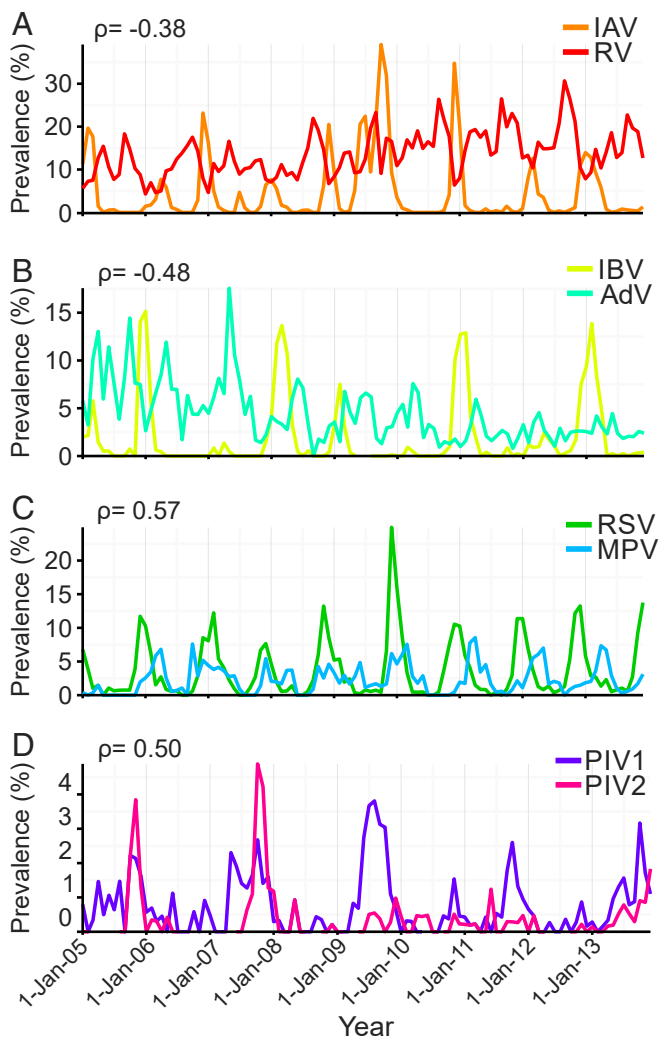 A
ρ= -0.38
IAV
RV
Prevalence (%)
30
20
10
0
B
ρ= -0.48
IBV
AdV
Prevalence (%)
15
10
5
0
C
ρ= 0.57
RSV
MPV
Prevalence (%)
20
15
10
5
0
D
ρ= 0.50
PIV1
PIV2
Prevalence (%)
4
3
2
1
0
1-Jan-05
1-Jan-06
1-Jan-07
1-Jan-08
1-Jan-09
1-Jan-10
1-Jan-11
1-Jan-12
1-Jan-13
Year